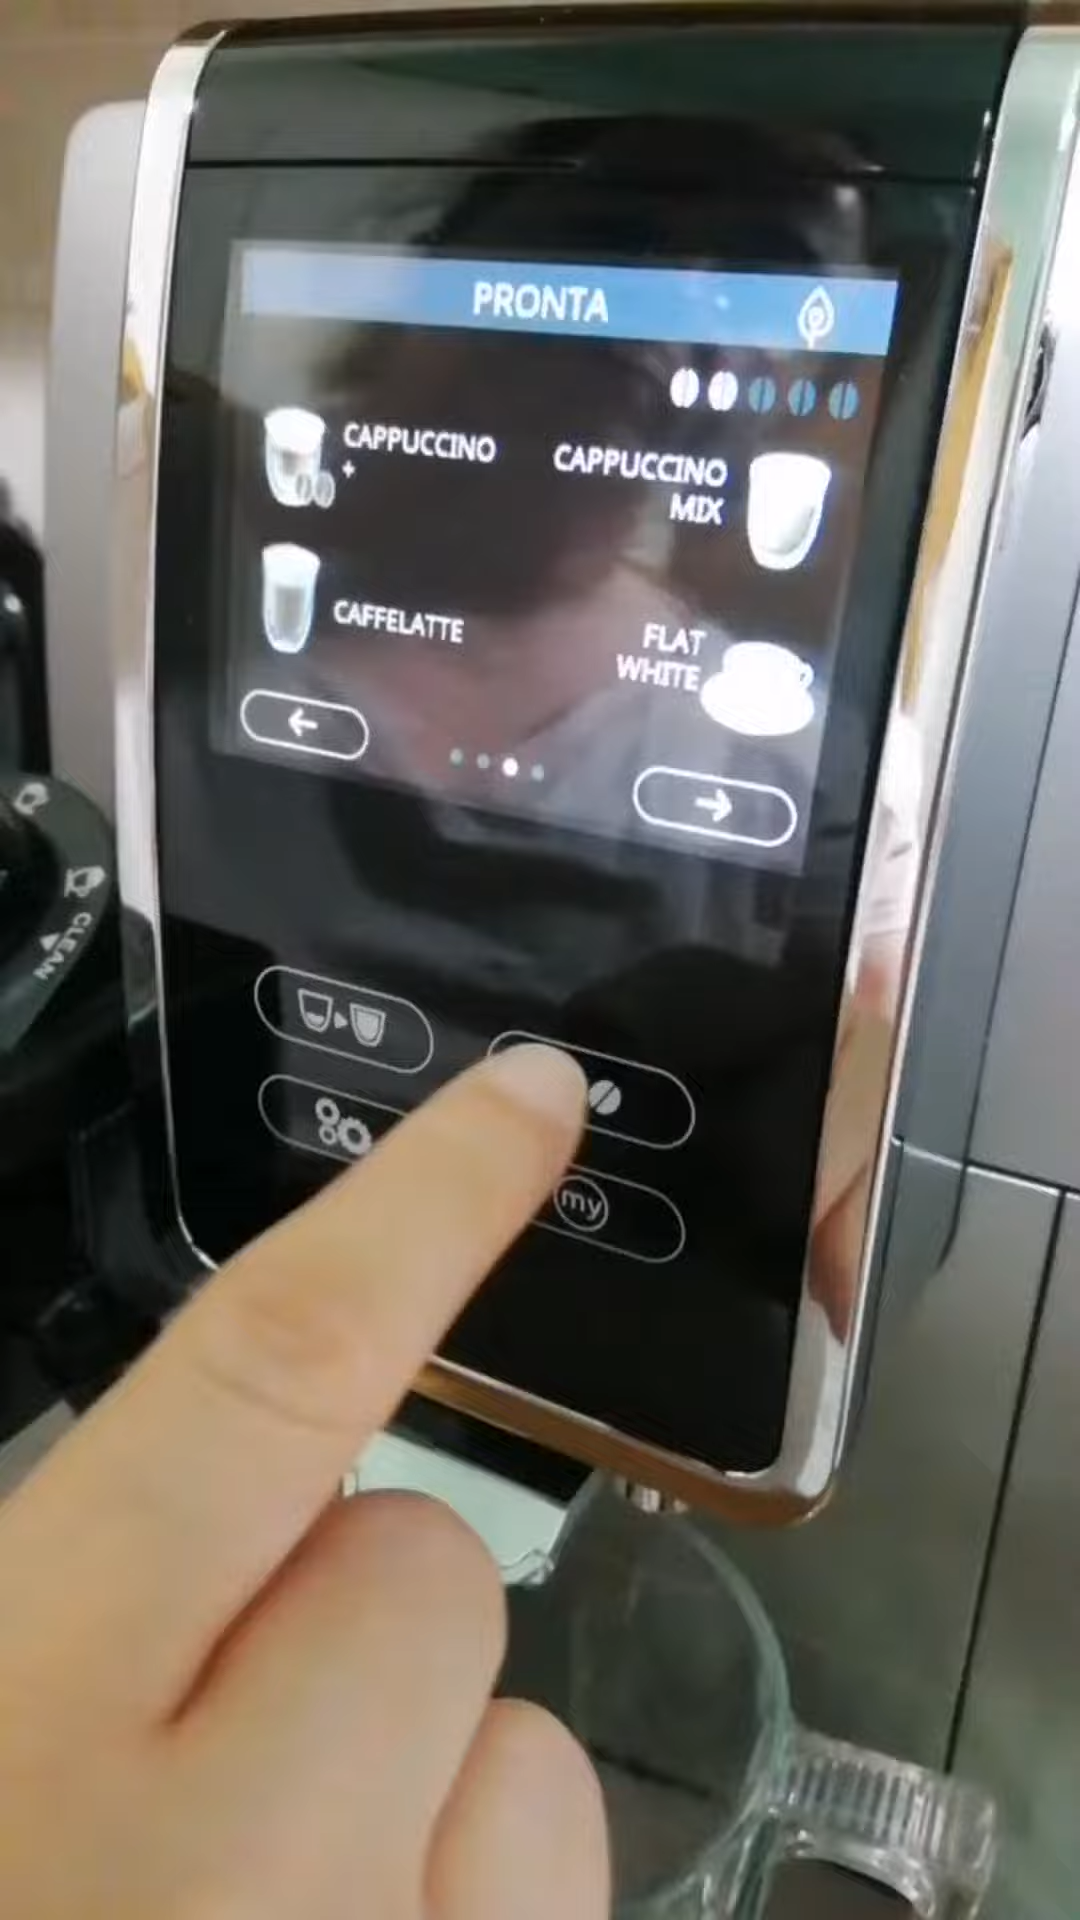 PRONTA
CAPPUCCINO
+
CAPPUCCINO
MIX
CAFFELATTE
FLAT
WHITE
CLEAN
my